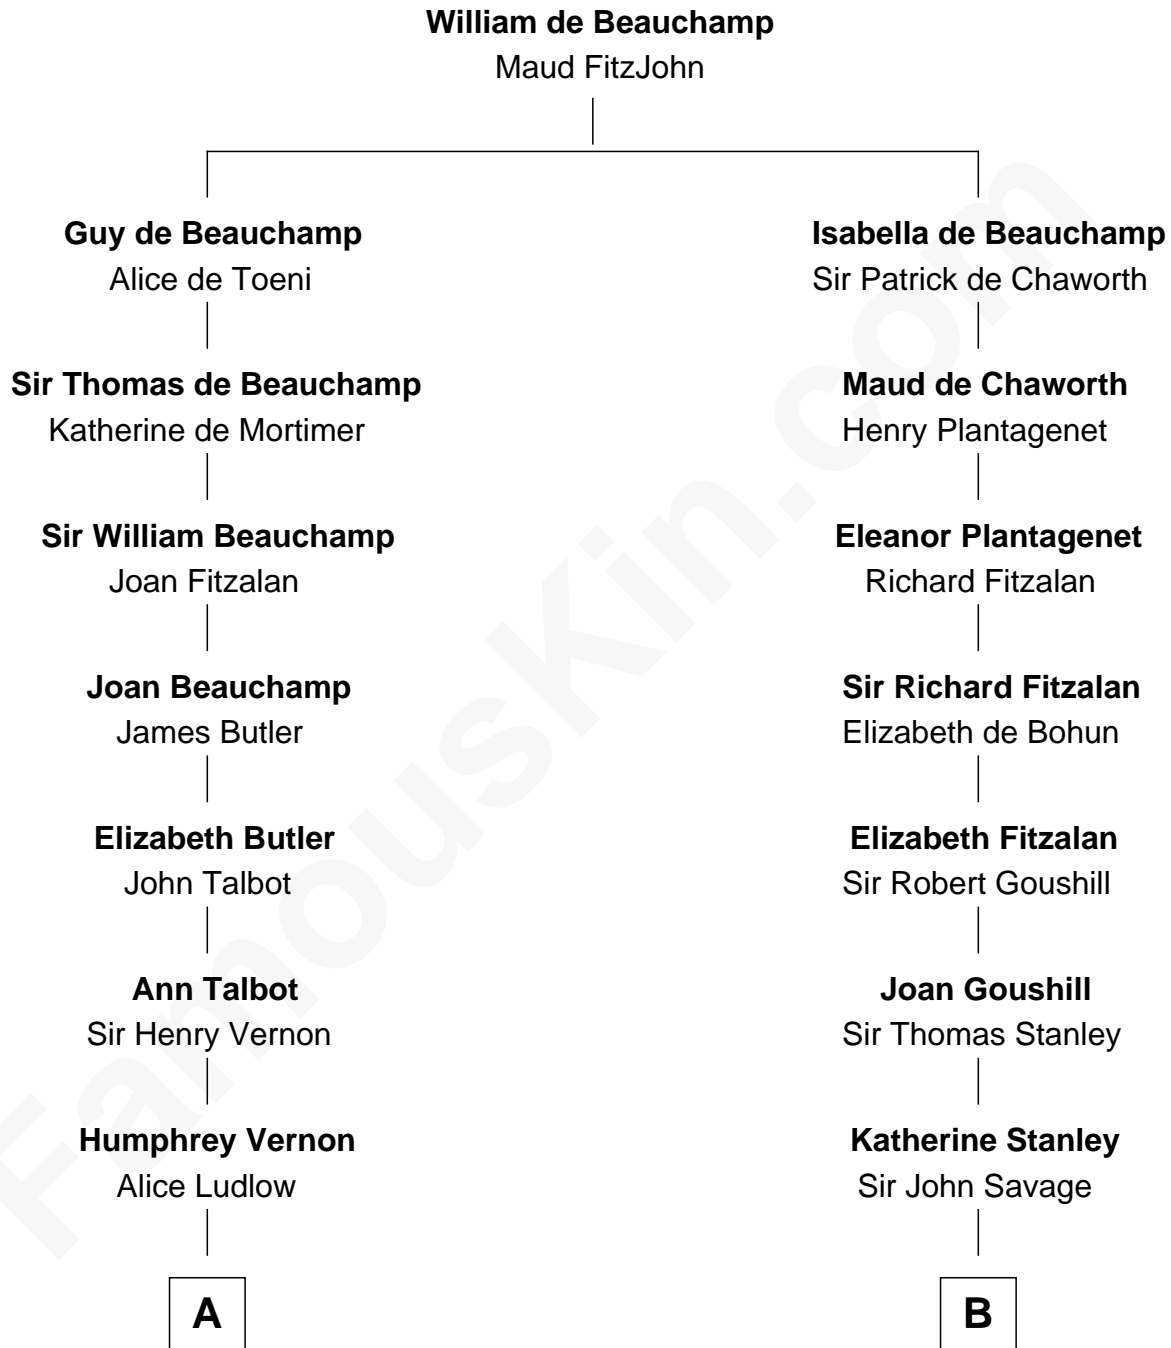 William de Beauchamp
Maud FitzJohn
Guy de Beauchamp
Alice de Toeni
Isabella de Beauchamp
Sir Patrick de Chaworth
Sir Thomas de Beauchamp
Katherine de Mortimer
Maud de Chaworth
Henry Plantagenet
Sir William Beauchamp
Joan Fitzalan
Eleanor Plantagenet
Richard Fitzalan
Joan Beauchamp
James Butler
Sir Richard Fitzalan
Elizabeth de Bohun
Elizabeth Butler
John Talbot
Elizabeth Fitzalan
Sir Robert Goushill
Ann Talbot
Sir Henry Vernon
Joan Goushill
Sir Thomas Stanley
Humphrey Vernon
Alice Ludlow
Katherine Stanley
Sir John Savage
A
B
FamousKin.com